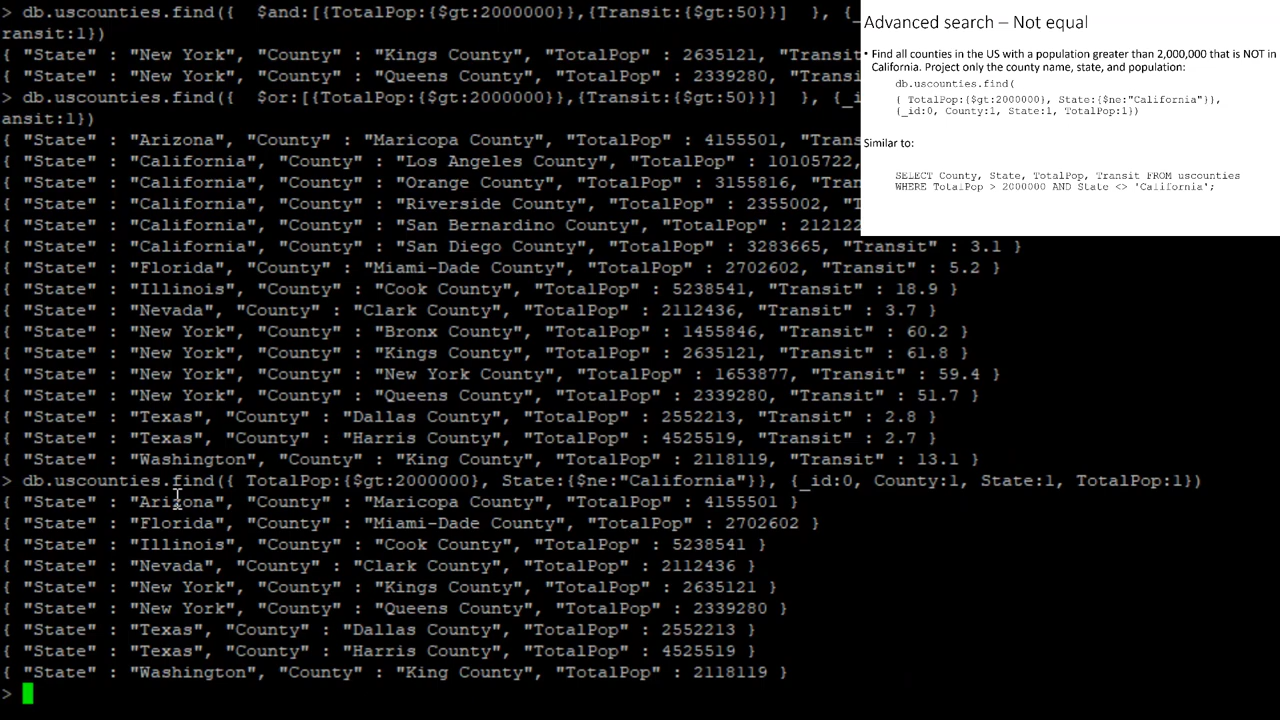 > db.uscounties.find({  $and:[{TotalPop:{$gt:2000000}},{Transit:{$gt:50}}]  }, {_
ransit:1})
{ "State" : "New York", "County" : "Kings County", "TotalPop" : 2635121, "Transit
{ "State" : "New York", "County" : "Queens County", "TotalPop" : 2339280, "Transi
> db.uscounties.find({  $or:[{TotalPop:{$gt:2000000}},{Transit:{$gt:50}}]  }, {_i
ansit:1})
{ "State" : "Arizona", "County" : "Maricopa County", "TotalPop" : 4155501, "Trans
{ "State" : "California", "County" : "Los Angeles County", "TotalPop" : 10105722,
{ "State" : "California", "County" : "Orange County", "TotalPop" : 3155816, "Tran
{ "State" : "California", "County" : "Riverside County", "TotalPop" : 2355002, "T
{ "State" : "California", "County" : "San Bernardino County", "TotalPop" : 212122
{ "State" : "California", "County" : "San Diego County", "TotalPop" : 3283665, "Transit" : 3.1 }
{ "State" : "Florida", "County" : "Miami-Dade County", "TotalPop" : 2702602, "Transit" : 5.2 }
{ "State" : "Illinois", "County" : "Cook County", "TotalPop" : 5238541, "Transit" : 18.9 }
{ "State" : "Nevada", "County" : "Clark County", "TotalPop" : 2112436, "Transit" : 3.7 }
{ "State" : "New York", "County" : "Bronx County", "TotalPop" : 1455846, "Transit" : 60.2 }
{ "State" : "New York", "County" : "Kings County", "TotalPop" : 2635121, "Transit" : 61.8 }
{ "State" : "New York", "County" : "New York County", "TotalPop" : 1653877, "Transit" : 59.4 }
{ "State" : "New York", "County" : "Queens County", "TotalPop" : 2339280, "Transit" : 51.7 }
{ "State" : "Texas", "County" : "Dallas County", "TotalPop" : 2552213, "Transit" : 2.8 }
{ "State" : "Texas", "County" : "Harris County", "TotalPop" : 4525519, "Transit" : 2.7 }
{ "State" : "Washington", "County" : "King County", "TotalPop" : 2118119, "Transit" : 13.1 }
> db.uscounties.find({ TotalPop:{$gt:2000000}, State:{$ne:"California"}}, {_id:0, County:1, State:1, TotalPop:1})
{ "State" : "Arizona", "County" : "Maricopa County", "TotalPop" : 4155501 }
{ "State" : "Florida", "County" : "Miami-Dade County", "TotalPop" : 2702602 }
{ "State" : "Illinois", "County" : "Cook County", "TotalPop" : 5238541 }
{ "State" : "Nevada", "County" : "Clark County", "TotalPop" : 2112436 }
{ "State" : "New York", "County" : "Kings County", "TotalPop" : 2635121 }
{ "State" : "New York", "County" : "Queens County", "TotalPop" : 2339280 }
{ "State" : "Texas", "County" : "Dallas County", "TotalPop" : 2552213 }
{ "State" : "Texas", "County" : "Harris County", "TotalPop" : 4525519 }
{ "State" : "Washington", "County" : "King County", "TotalPop" : 2118119 }
>
Advanced search – Not equal
• Find all counties in the US with a population greater than 2,000,000 that is NOT in
California. Project only the county name, state, and population:
db.uscounties.find(
{ TotalPop:{$gt:2000000}, State:{$ne:"California"}},
{_id:0, County:1, State:1, TotalPop:1})
Similar to:
SELECT County, State, TotalPop, Transit FROM uscounties
WHERE TotalPop > 2000000 AND State <> 'California';